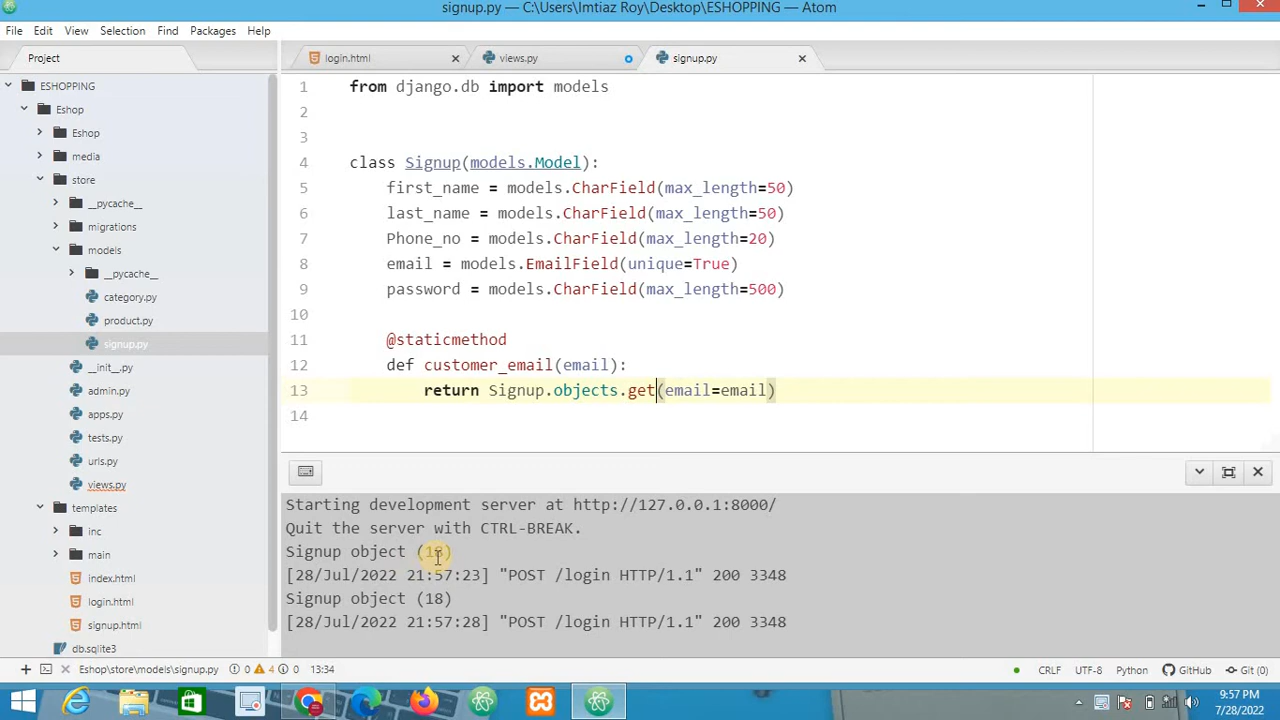 signup.py — C:\Users\Imtiaz Roy\Desktop\ESHOPPING — Atom
File Edit View Selection Find Packages Help
Project
login.html
views.py
signup.py
ESHOPPING
Eshop
Eshop
media
store
__pycache__
migrations
models
__pycache__
category.py
product.py
signup.py
__init__.py
admin.py
apps.py
tests.py
urls.py
views.py
templates
inc
main
index.html
login.html
signup.html
db.sqlite3
1 from django.db import models
2
3
4 class Signup(models.Model):
5 first_name = models.CharField(max_length=50)
6 last_name = models.CharField(max_length=50)
7 Phone_no = models.CharField(max_length=20)
8 email = models.EmailField(unique=True)
9 password = models.CharField(max_length=500)
10
11 @staticmethod
12 def customer_email(email):
13 return Signup.objects.get(email=email)
14
Starting development server at http://127.0.0.1:8000/
Quit the server with CTRL-BREAK.
Signup object (18)
[28/Jul/2022 21:57:23] "POST /login HTTP/1.1" 200 3348
Signup object (18)
[28/Jul/2022 21:57:28] "POST /login HTTP/1.1" 200 3348
Eshop\store\models\signup.py 0 4 0 13:34 CRLF UTF-8 Python GitHub Git (0)
9:57 PM
7/28/2022